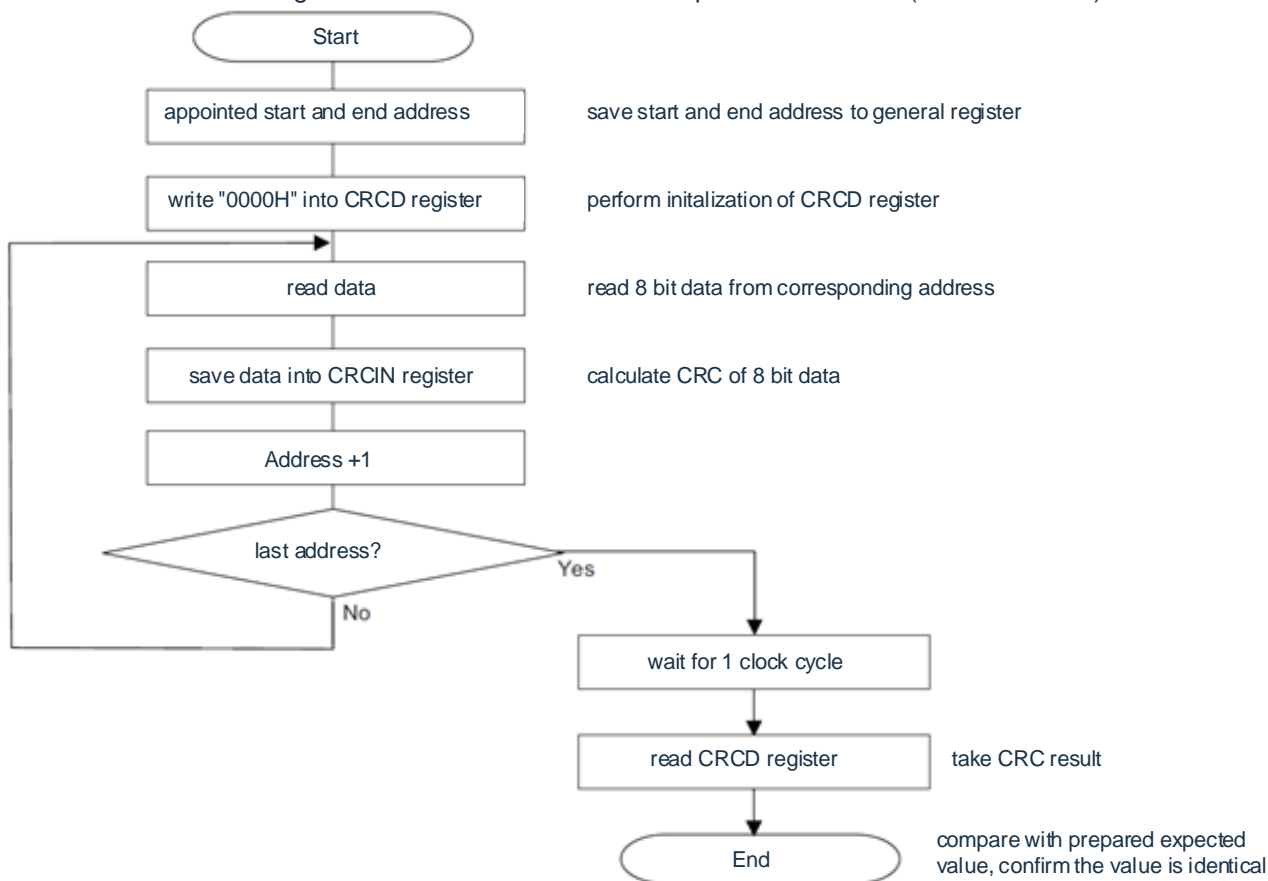 Start
appointed start and end address
save start and end address to general register
write "0000H" into CRCD register
perform initalization of CRCD register
read data
read 8 bit data from corresponding address
save data into CRCIN register
calculate CRC of 8 bit data
Address +1
last address?
Yes
No
wait for 1 clock cycle
read CRCD register
take CRC result
End
compare with prepared expected
value, confirm the value is identical